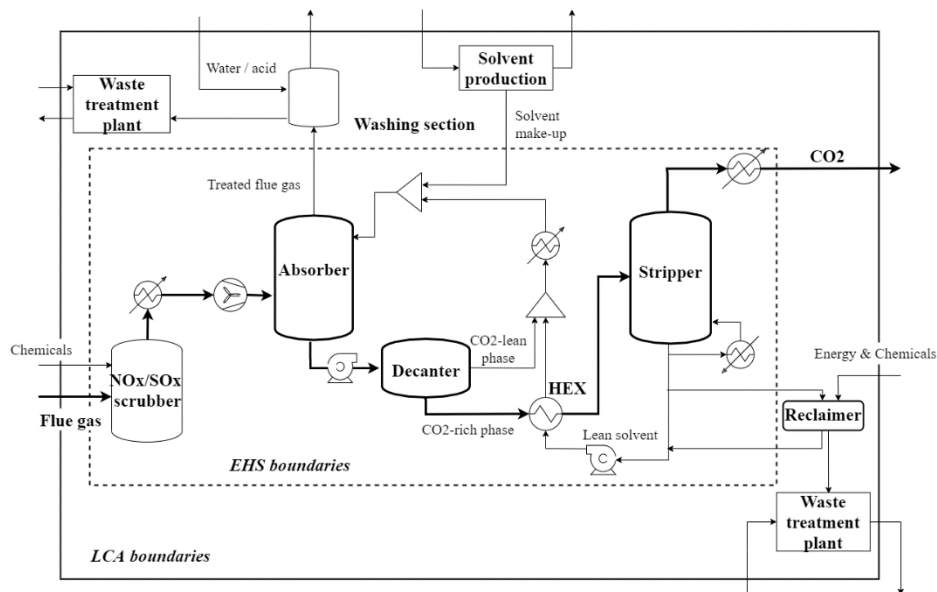 Water / acid
Solvent
production
Waste
treatment
plant
Washing section
Solvent
make-up
CO2
Treated flue gas
Absorber
Stripper
Chemicals
NOx/SOx
scrubber
Flue gas
Decanter
CO2-lean
phase
HEX
CO2-rich phase
Lean solvent
Energy & Chemicals
Reclaimer
EHS boundaries
Waste
treatment
plant
LCA boundaries